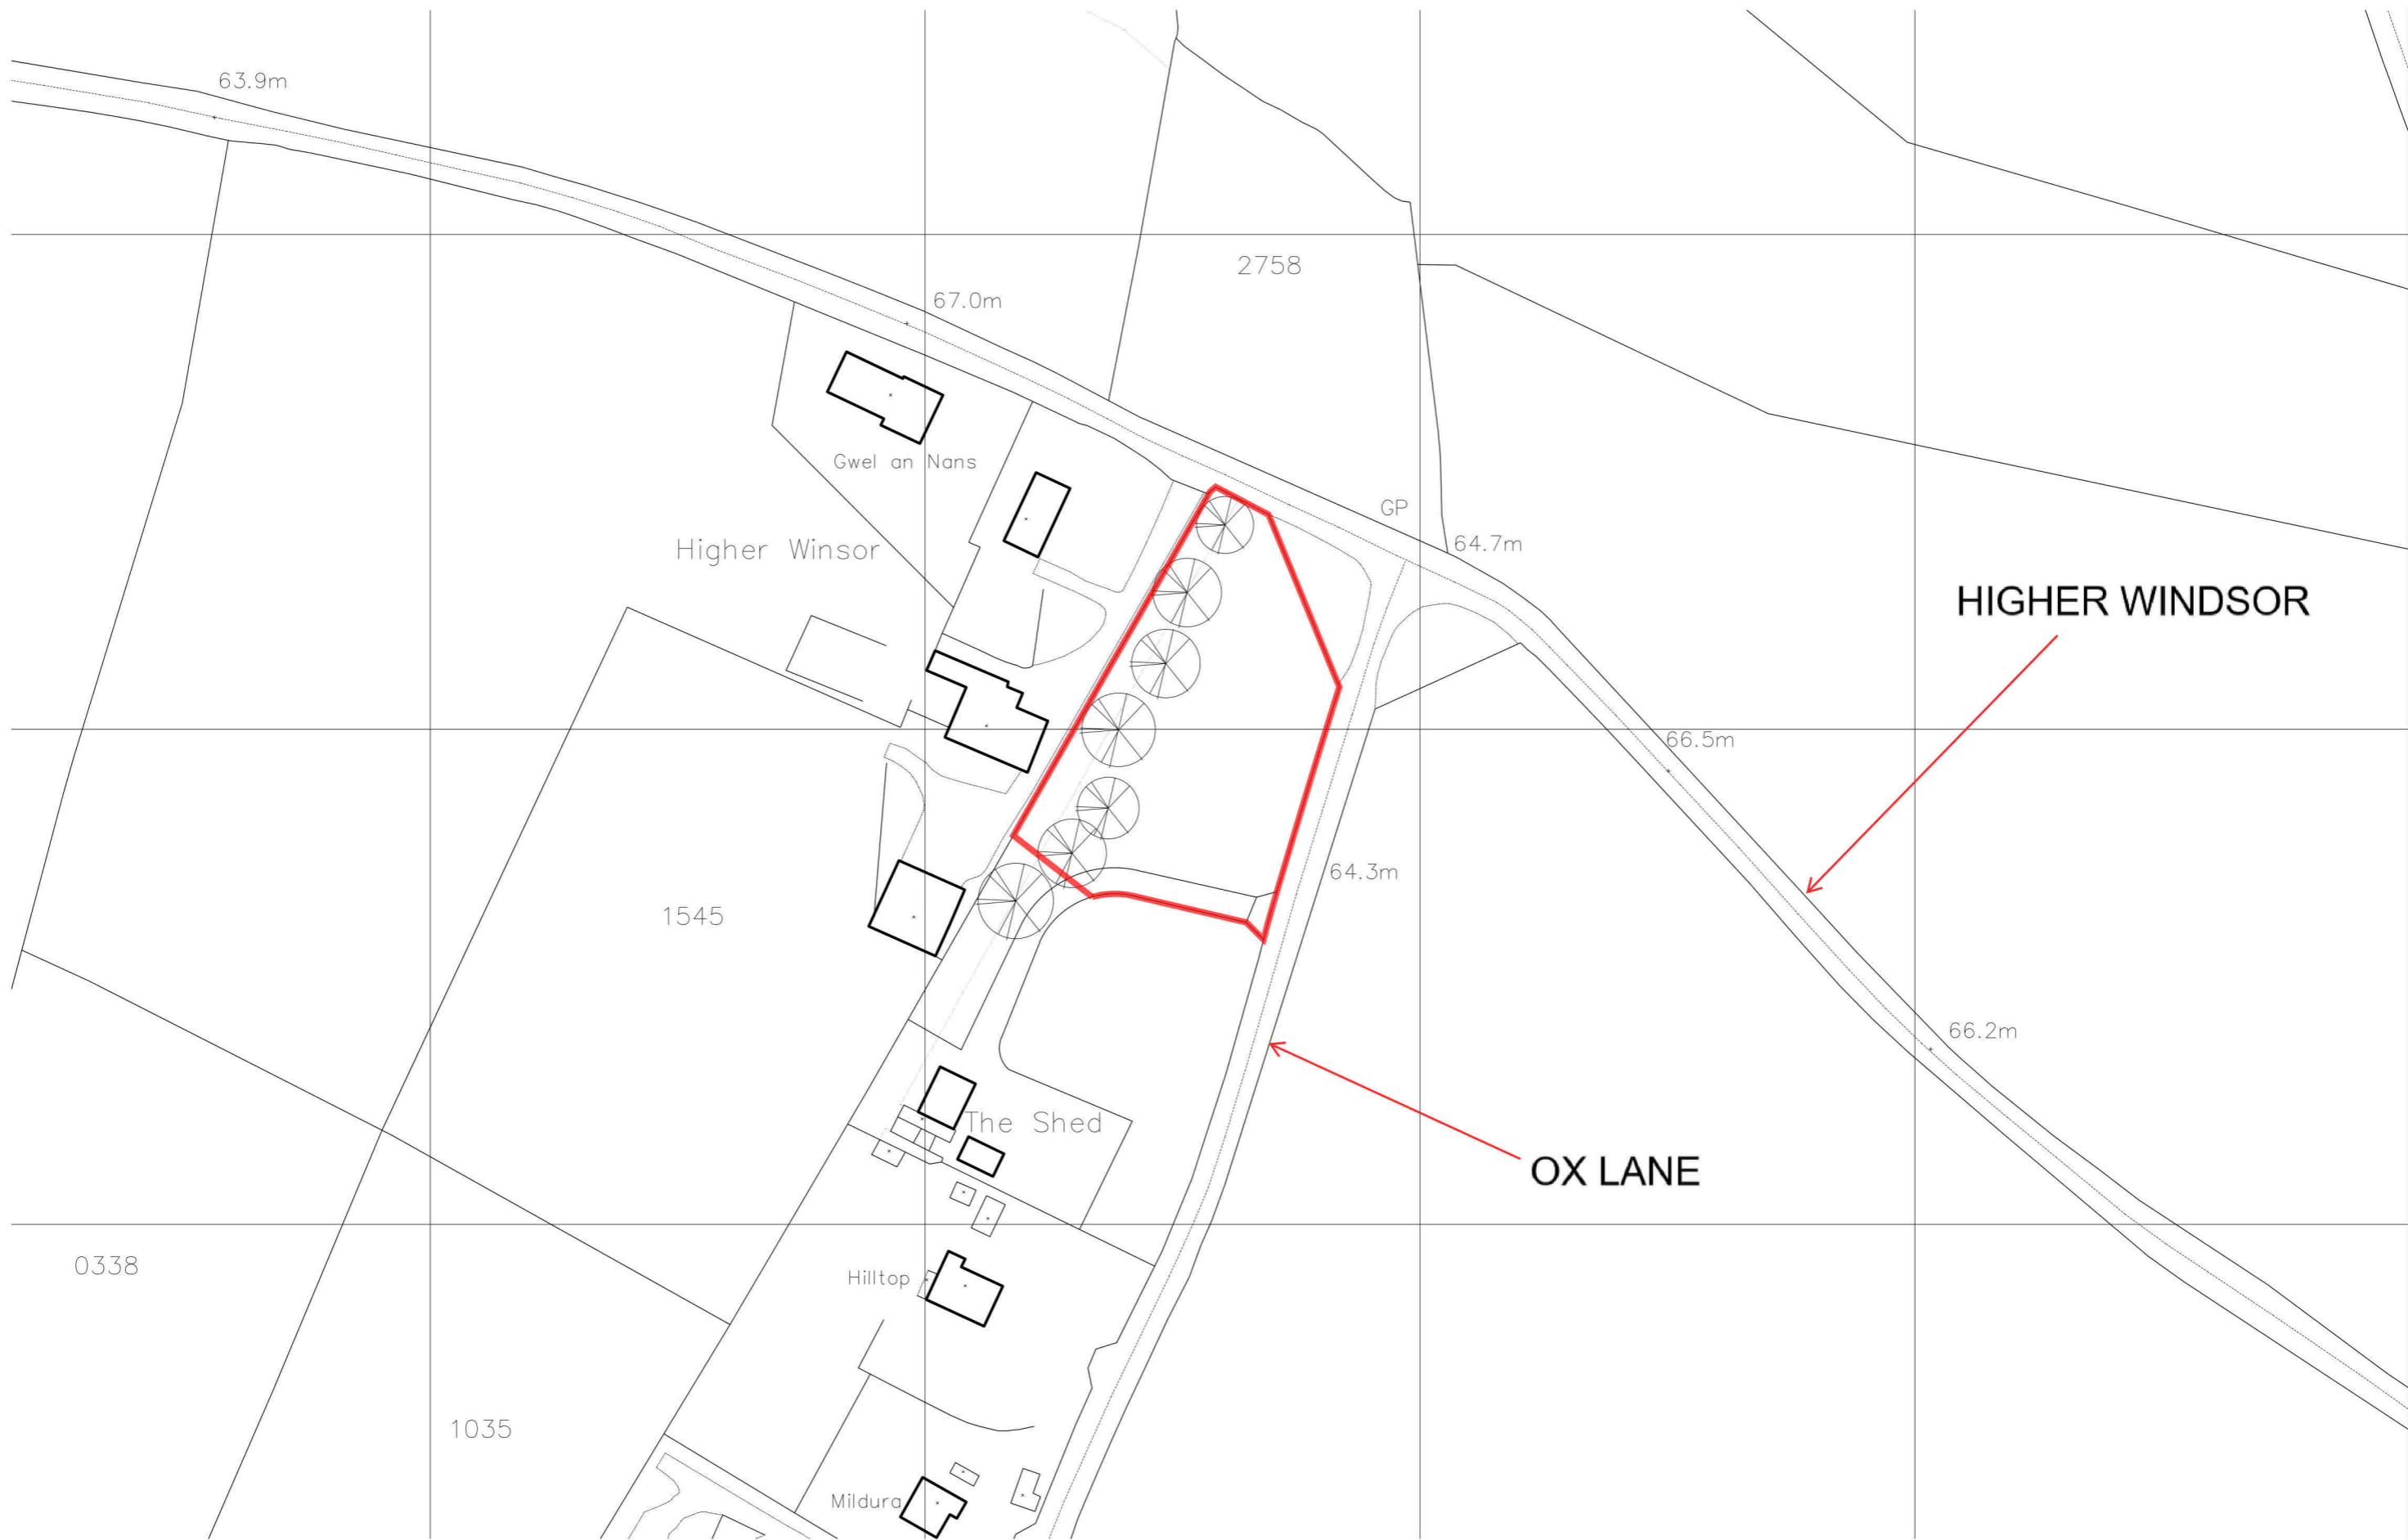 63.9m
2758
67.0m
Gwel an Nans
GP
Higher Winsor
64.7m
HIGHER WINDSOR
66.5m
64.3m
1545
66.2m
The Shed
OX LANE
0338
Hilltop
1035
Mildura